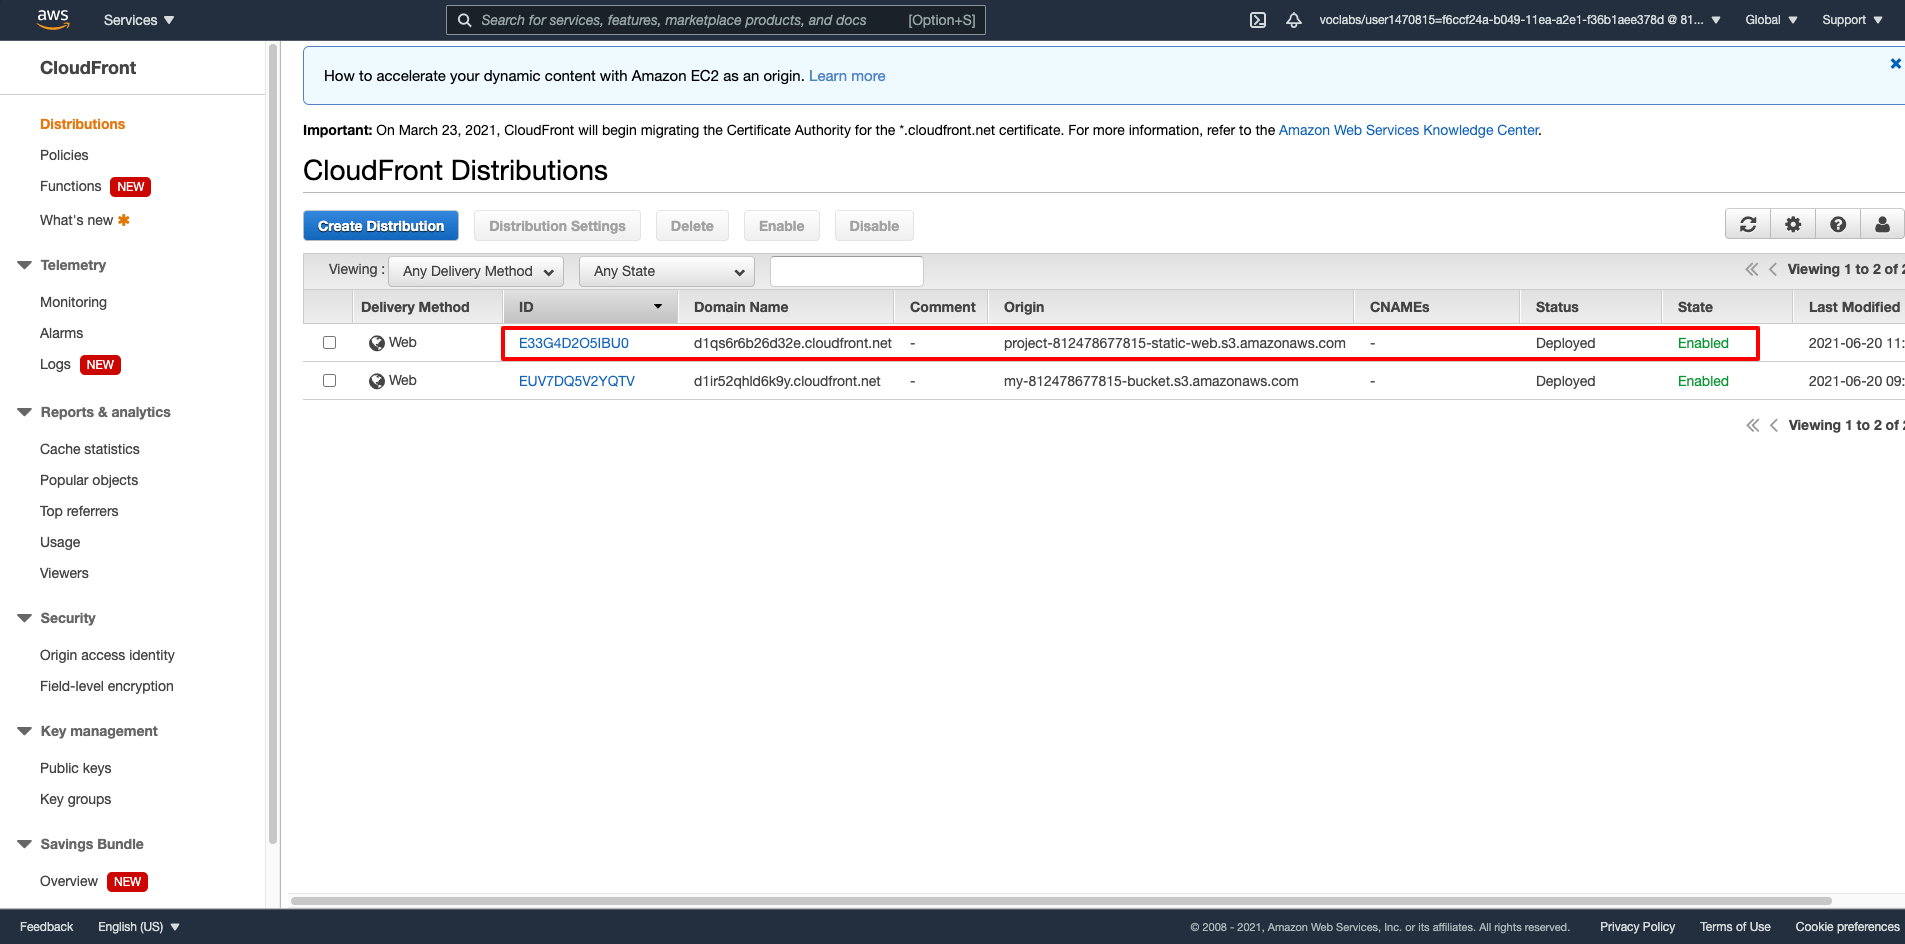 aws Services Search for services, features, marketplace products, and docs [Option+S] voclabs/user1470815=f6ccf24a-b049-11ea-a2e1-f36b1aee378d @ 81... Global Support
CloudFront
Distributions
Policies
Functions NEW
What's new
Telemetry
Monitoring
Alarms
Logs NEW
Reports & analytics
Cache statistics
Popular objects
Top referrers
Usage
Viewers
Security
Origin access identity
Field-level encryption
Key management
Public keys
Key groups
Savings Bundle
Overview NEW
How to accelerate your dynamic content with Amazon EC2 as an origin. Learn more
Important: On March 23, 2021, CloudFront will begin migrating the Certificate Authority for the *.cloudfront.net certificate. For more information, refer to the Amazon Web Services Knowledge Center.
CloudFront Distributions
Create Distribution Distribution Settings Delete Enable Disable
Viewing : Any Delivery Method Any State Viewing 1 to 2 of 2
Delivery Method ID Domain Name Comment Origin CNAMEs Status State Last Modified
Web E33G4D2O5IBU0 d1qs6r6b26d32e.cloudfront.net - project-812478677815-static-web.s3.amazonaws.com - Deployed Enabled 2021-06-20 11:
Web EUV7DQ5V2YQTV d1ir52qhld6k9y.cloudfront.net - my-812478677815-bucket.s3.amazonaws.com - Deployed Enabled 2021-06-20 09:
Viewing 1 to 2 of 2
Feedback English (US) © 2008 - 2021, Amazon Web Services, Inc. or its affiliates. All rights reserved. Privacy Policy Terms of Use Cookie preferences